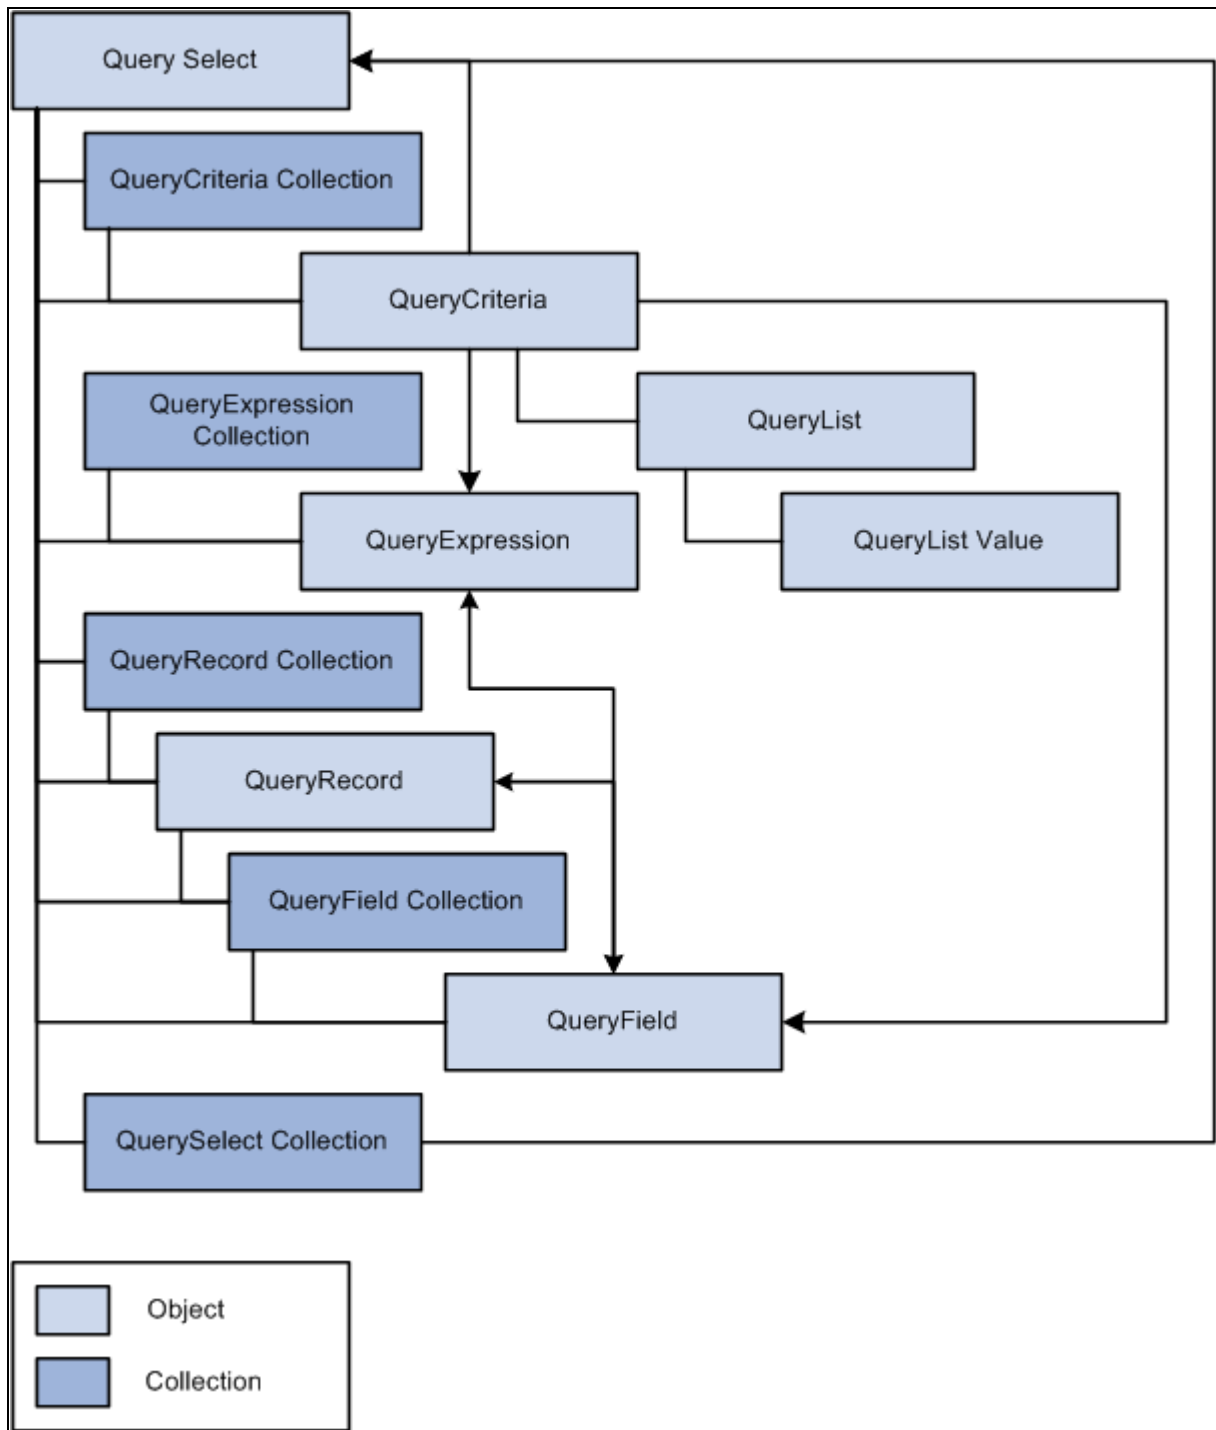 Query Select
QueryCriteria Collection
QueryCriteria
QueryExpression
Collection
QueryList
QueryExpression
QueryList Value
QueryRecord Collection
QueryRecord
QueryField Collection
QueryField
QuerySelect Collection
Object
Collection